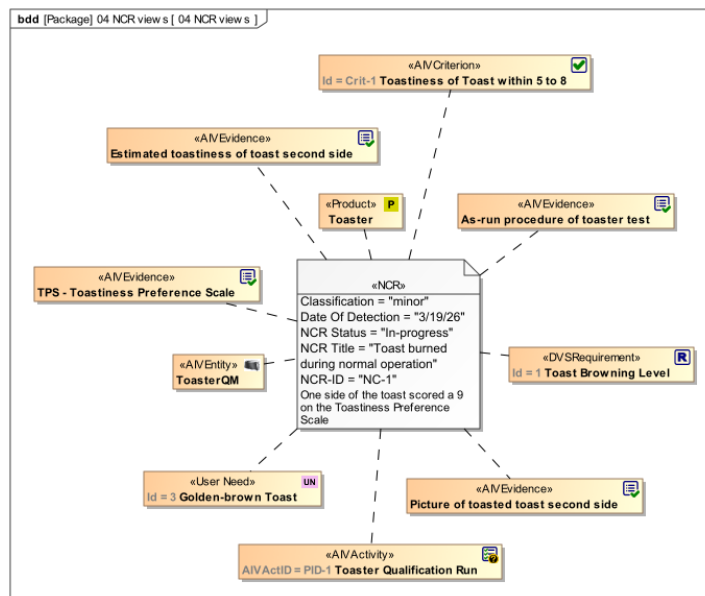 bdd [Package] 04 NCR views [ 04 NCR views ]
«AIVCriterion»
Id = Crit-1 Toastiness of Toast within 5 to 8
«AIVEvidence»
Estimated toastiness of toast second side
«Product» P
Toaster
«AIVEvidence»
As-run procedure of toaster test
«AIVEvidence»
TPS - Toastiness Preference Scale
«NCR»
Classification = "minor"
Date Of Detection = "3/19/26"
NCR Status = "In-progress"
NCR Title = "Toast burned
during normal operation"
NCR-ID = "NC-1"
One side of the toast scored a 9
on the Toastiness Preference
Scale
«AIVEntity»
ToasterQM
«DVSRequirement» R
Id = 1 Toast Browning Level
«User Need» UN
Id = 3 Golden-brown Toast
«AIVEvidence»
Picture of toasted toast second side
«AIVActivity»
AIVActID = PID-1 Toaster Qualification Run